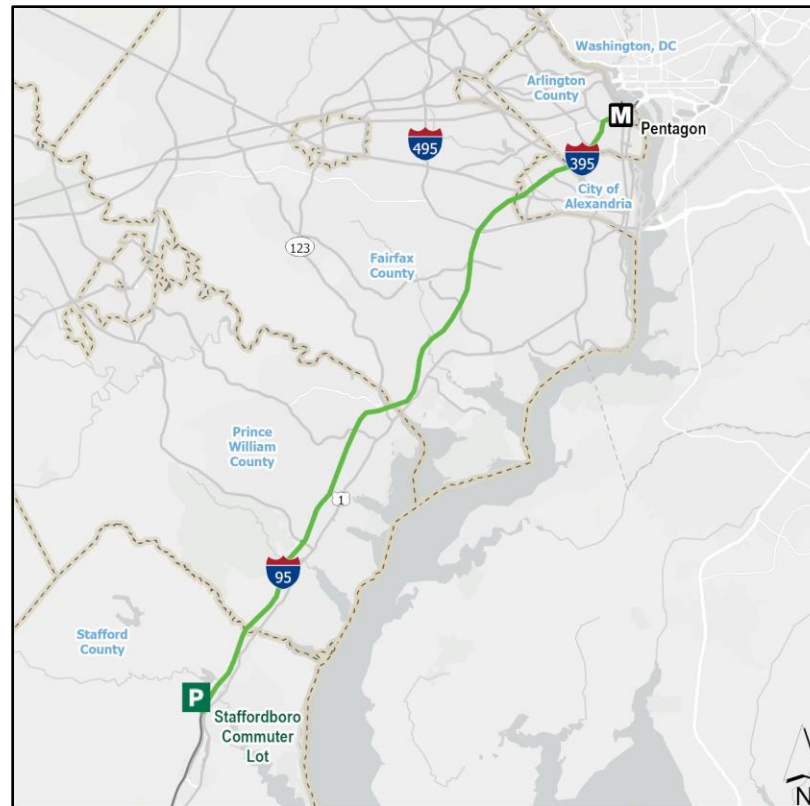 Washington, DC
Arlington
County
M
Pentagon
495
395
City of
Alexandria
123
Fairfax
County
Prince
William
County
1
95
Stafford
County
P
Staffordboro
Commuter
Lot
N